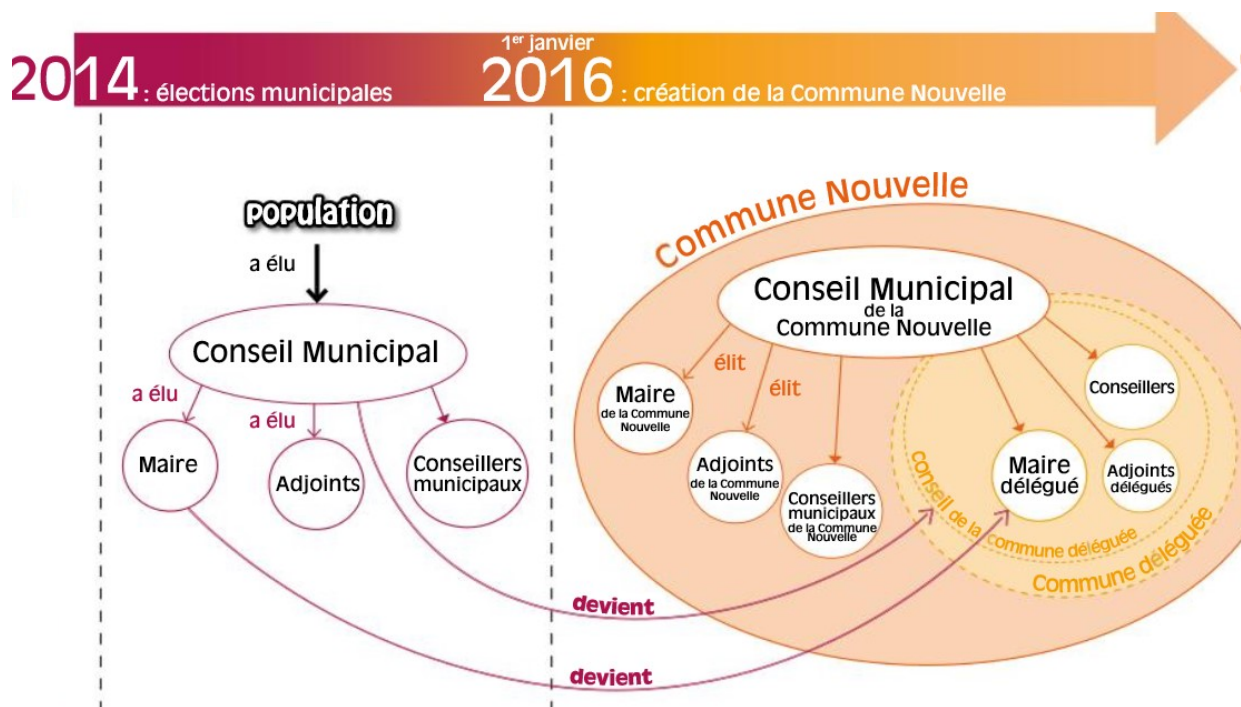 1er janvier
2014 : élections municipales
2016 : création de la Commune Nouvelle
population
a élu
Conseil Municipal
a élu
a élu
Maire
Adjoints
Conseillers
municipaux
devient
devient
Commune Nouvelle
Conseil Municipal
de la
Commune Nouvelle
élit
élit
Maire
de la Commune
Nouvelle
Adjoints
de la Commune
Nouvelle
Conseillers
municipaux
de la Commune
Nouvelle
Conseillers
Maire
délégué
Adjoints
délégués
conseil de la commune déléguée
Commune déléguée